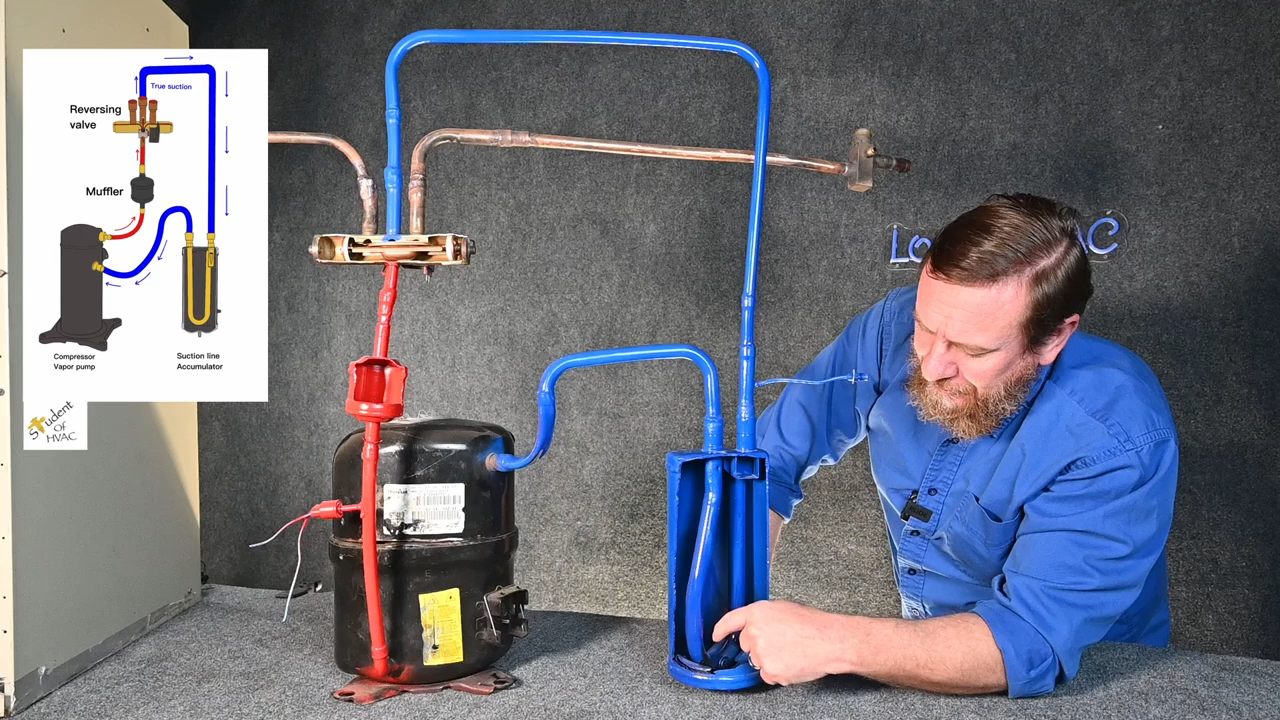 True suction
Reversing
valve
Muffler
Compressor
Vapor pump
Suction line
Accumulator
Student
OF
HVAC